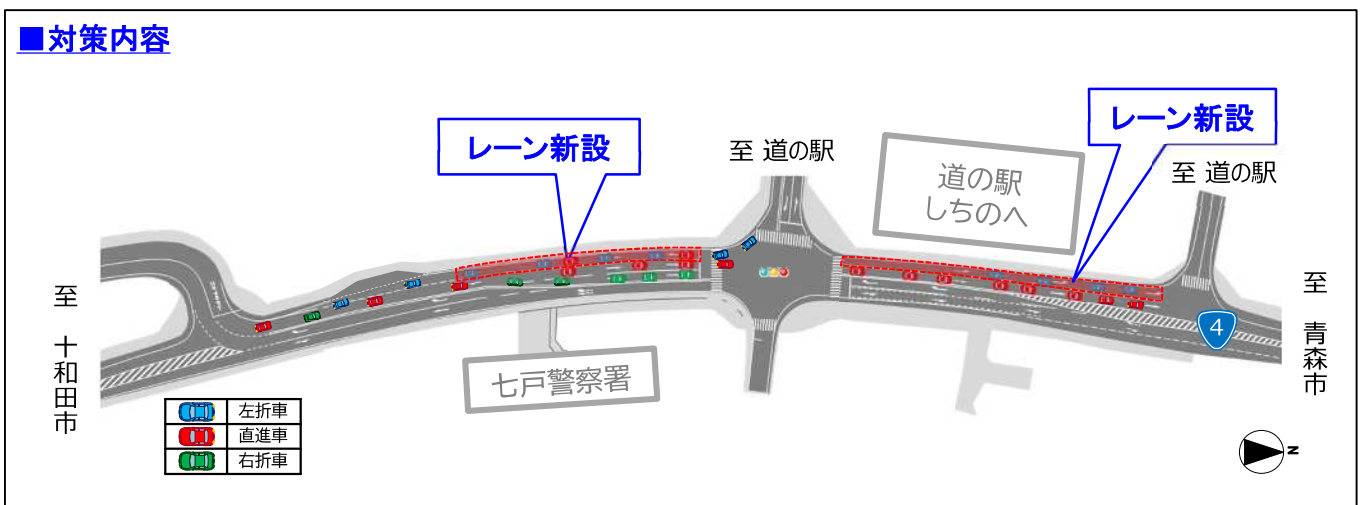 ■対策内容
レーン新設
至 道の駅
道の駅
しちのへ
レーン新設
至 道の駅
至 十和田市
七戸警察署
4
至 青森市
左折車
直進車
右折車
N